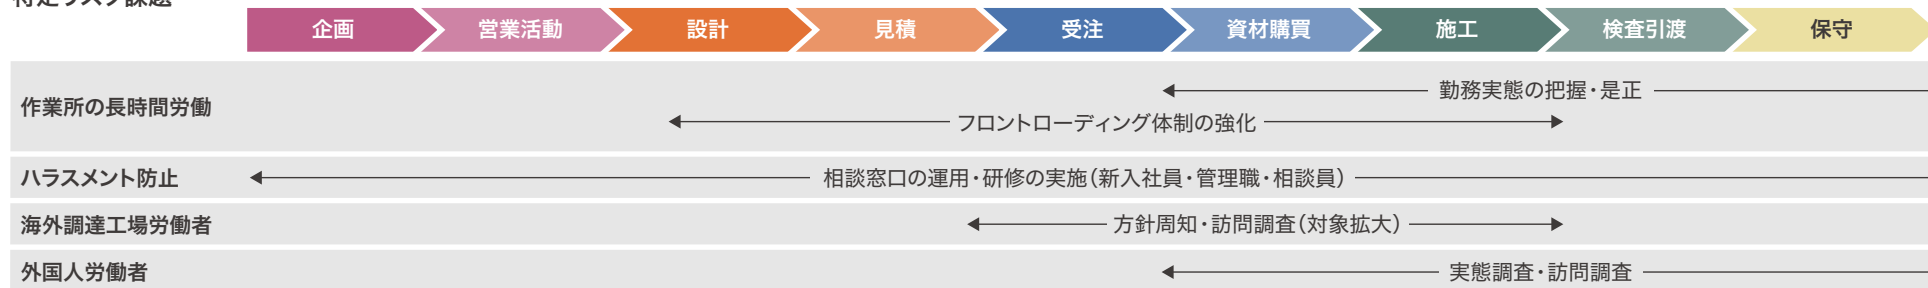 特定リスク課題
企画 営業活動 設計 見積 受注 資材購買 施工 検査引渡 保守
作業所の長時間労働
勤務実態の把握・是正
フロントローディング体制の強化
ハラスメント防止 相談窓口の運用・研修の実施（新入社員・管理職・相談員）
海外調達工場労働者 方針周知・訪問調査（対象拡大）
外国人労働者 実態調査・訪問調査